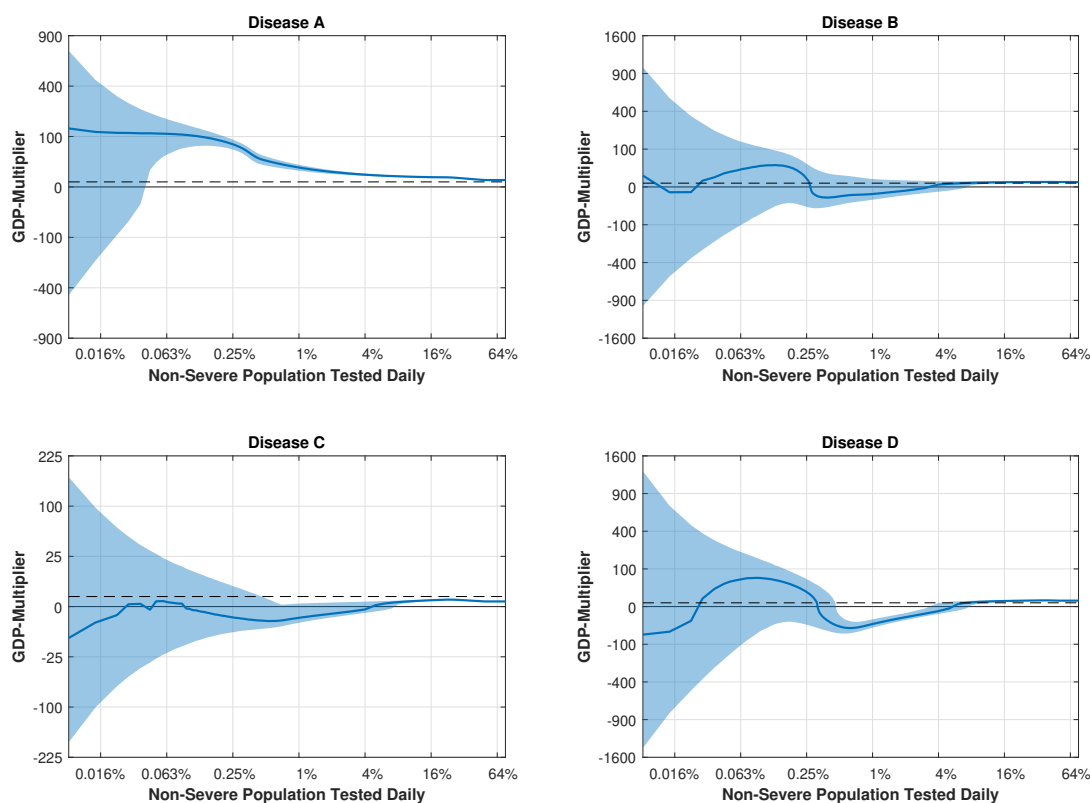 Disease A
GDP-Multiplier
900
400
100
0
-100
-400
-900
0.016% 0.063% 0.25% 1% 4% 16% 64%
Non-Severe Population Tested Daily
Disease B
GDP-Multiplier
1600
900
400
100
0
-100
-400
-900
-1600
0.016% 0.063% 0.25% 1% 4% 16% 64%
Non-Severe Population Tested Daily
Disease C
GDP-Multiplier
225
100
25
0
-25
-100
-225
0.016% 0.063% 0.25% 1% 4% 16% 64%
Non-Severe Population Tested Daily
Disease D
GDP-Multiplier
1600
900
400
100
0
-100
-400
-900
-1600
0.016% 0.063% 0.25% 1% 4% 16% 64%
Non-Severe Population Tested Daily